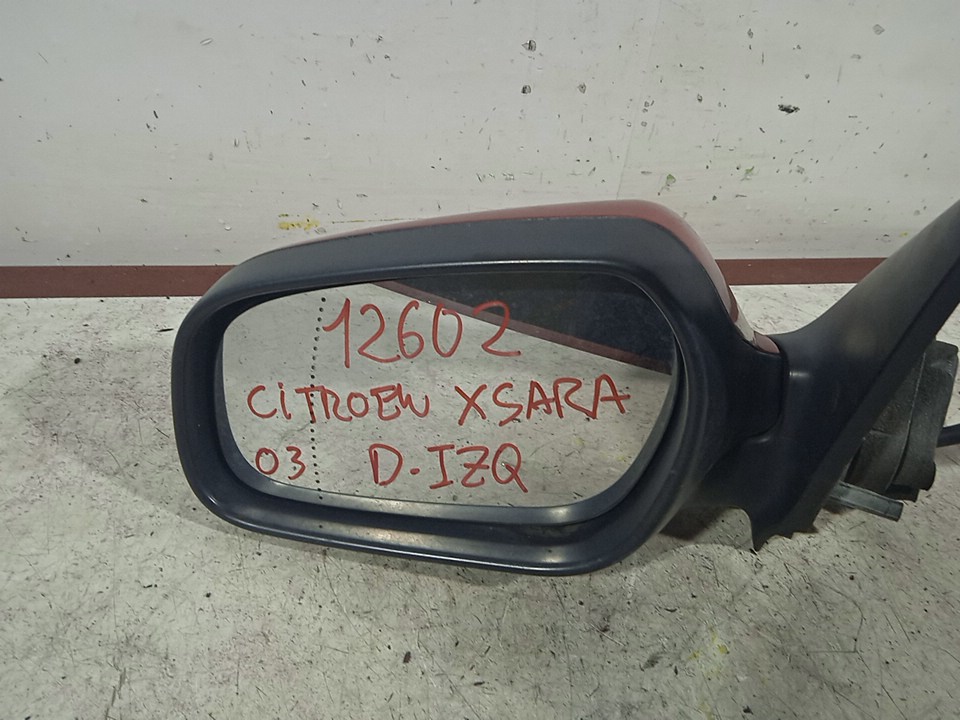 12602
CiTROEN XSARA
03 D-IZQ